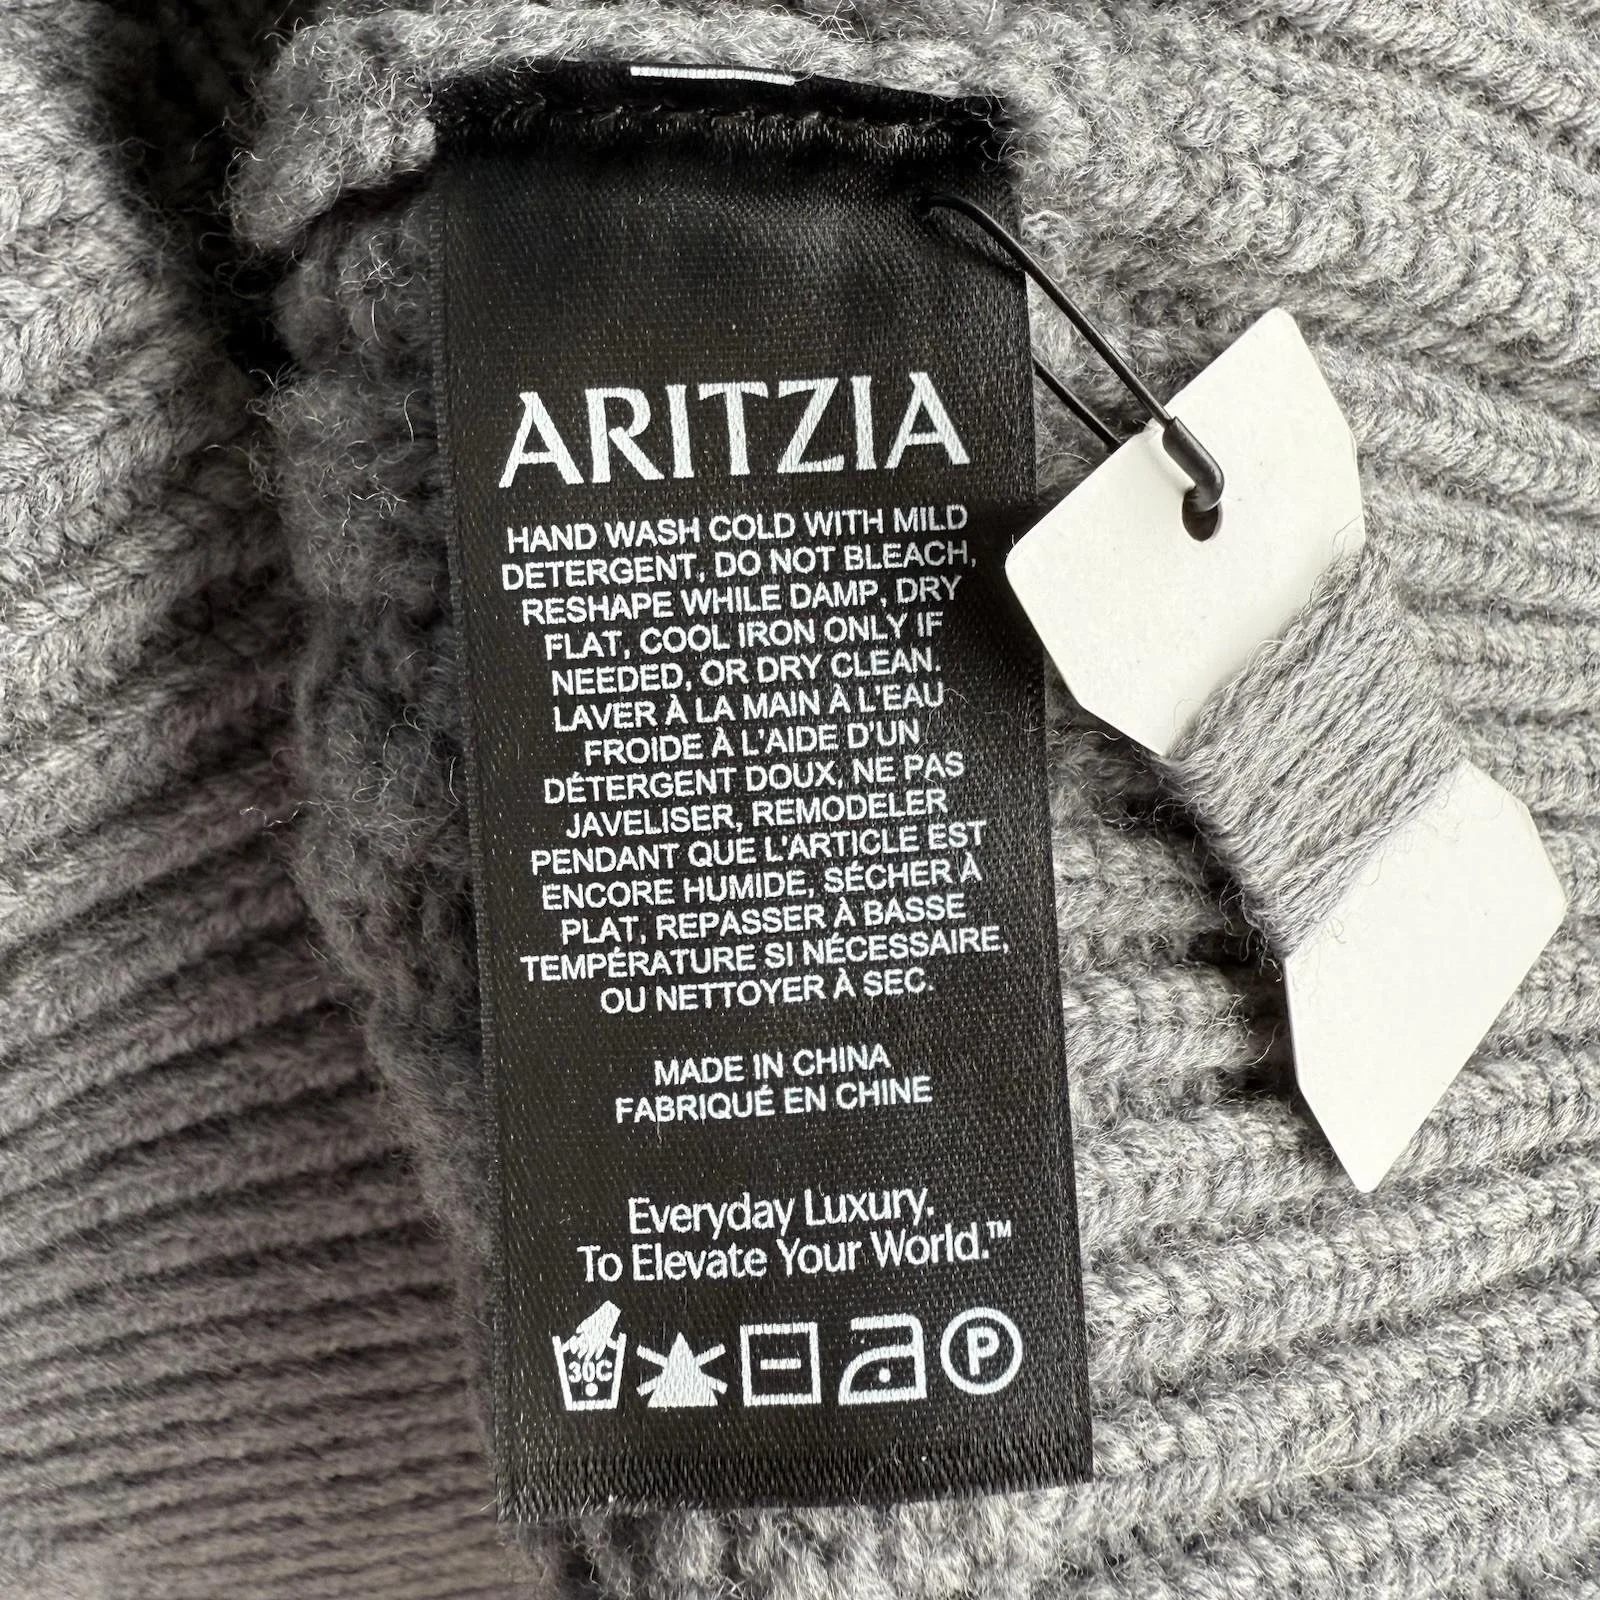 ARITZIA
HAND WASH COLD WITH MILD
DETERGENT, DO NOT BLEACH,
RESHAPE WHILE DAMP, DRY
FLAT, COOL IRON ONLY IF
NEEDED, OR DRY CLEAN.
LAVER À LA MAIN À L'EAU
FROIDE À L'AIDE D'UN
DÉTERGENT DOUX, NE PAS
JAVELISER, REMODELER
PENDANT QUE L'ARTICLE EST
ENCORE HUMIDE, SÉCHER À
PLAT, REPASSER À BASSE
TEMPÉRATURE SI NÉCESSAIRE,
OU NETTOYER À SEC.
MADE IN CHINA
FABRIQUÉ EN CHINE
Everyday Luxury.
To Elevate Your World.™
30C P